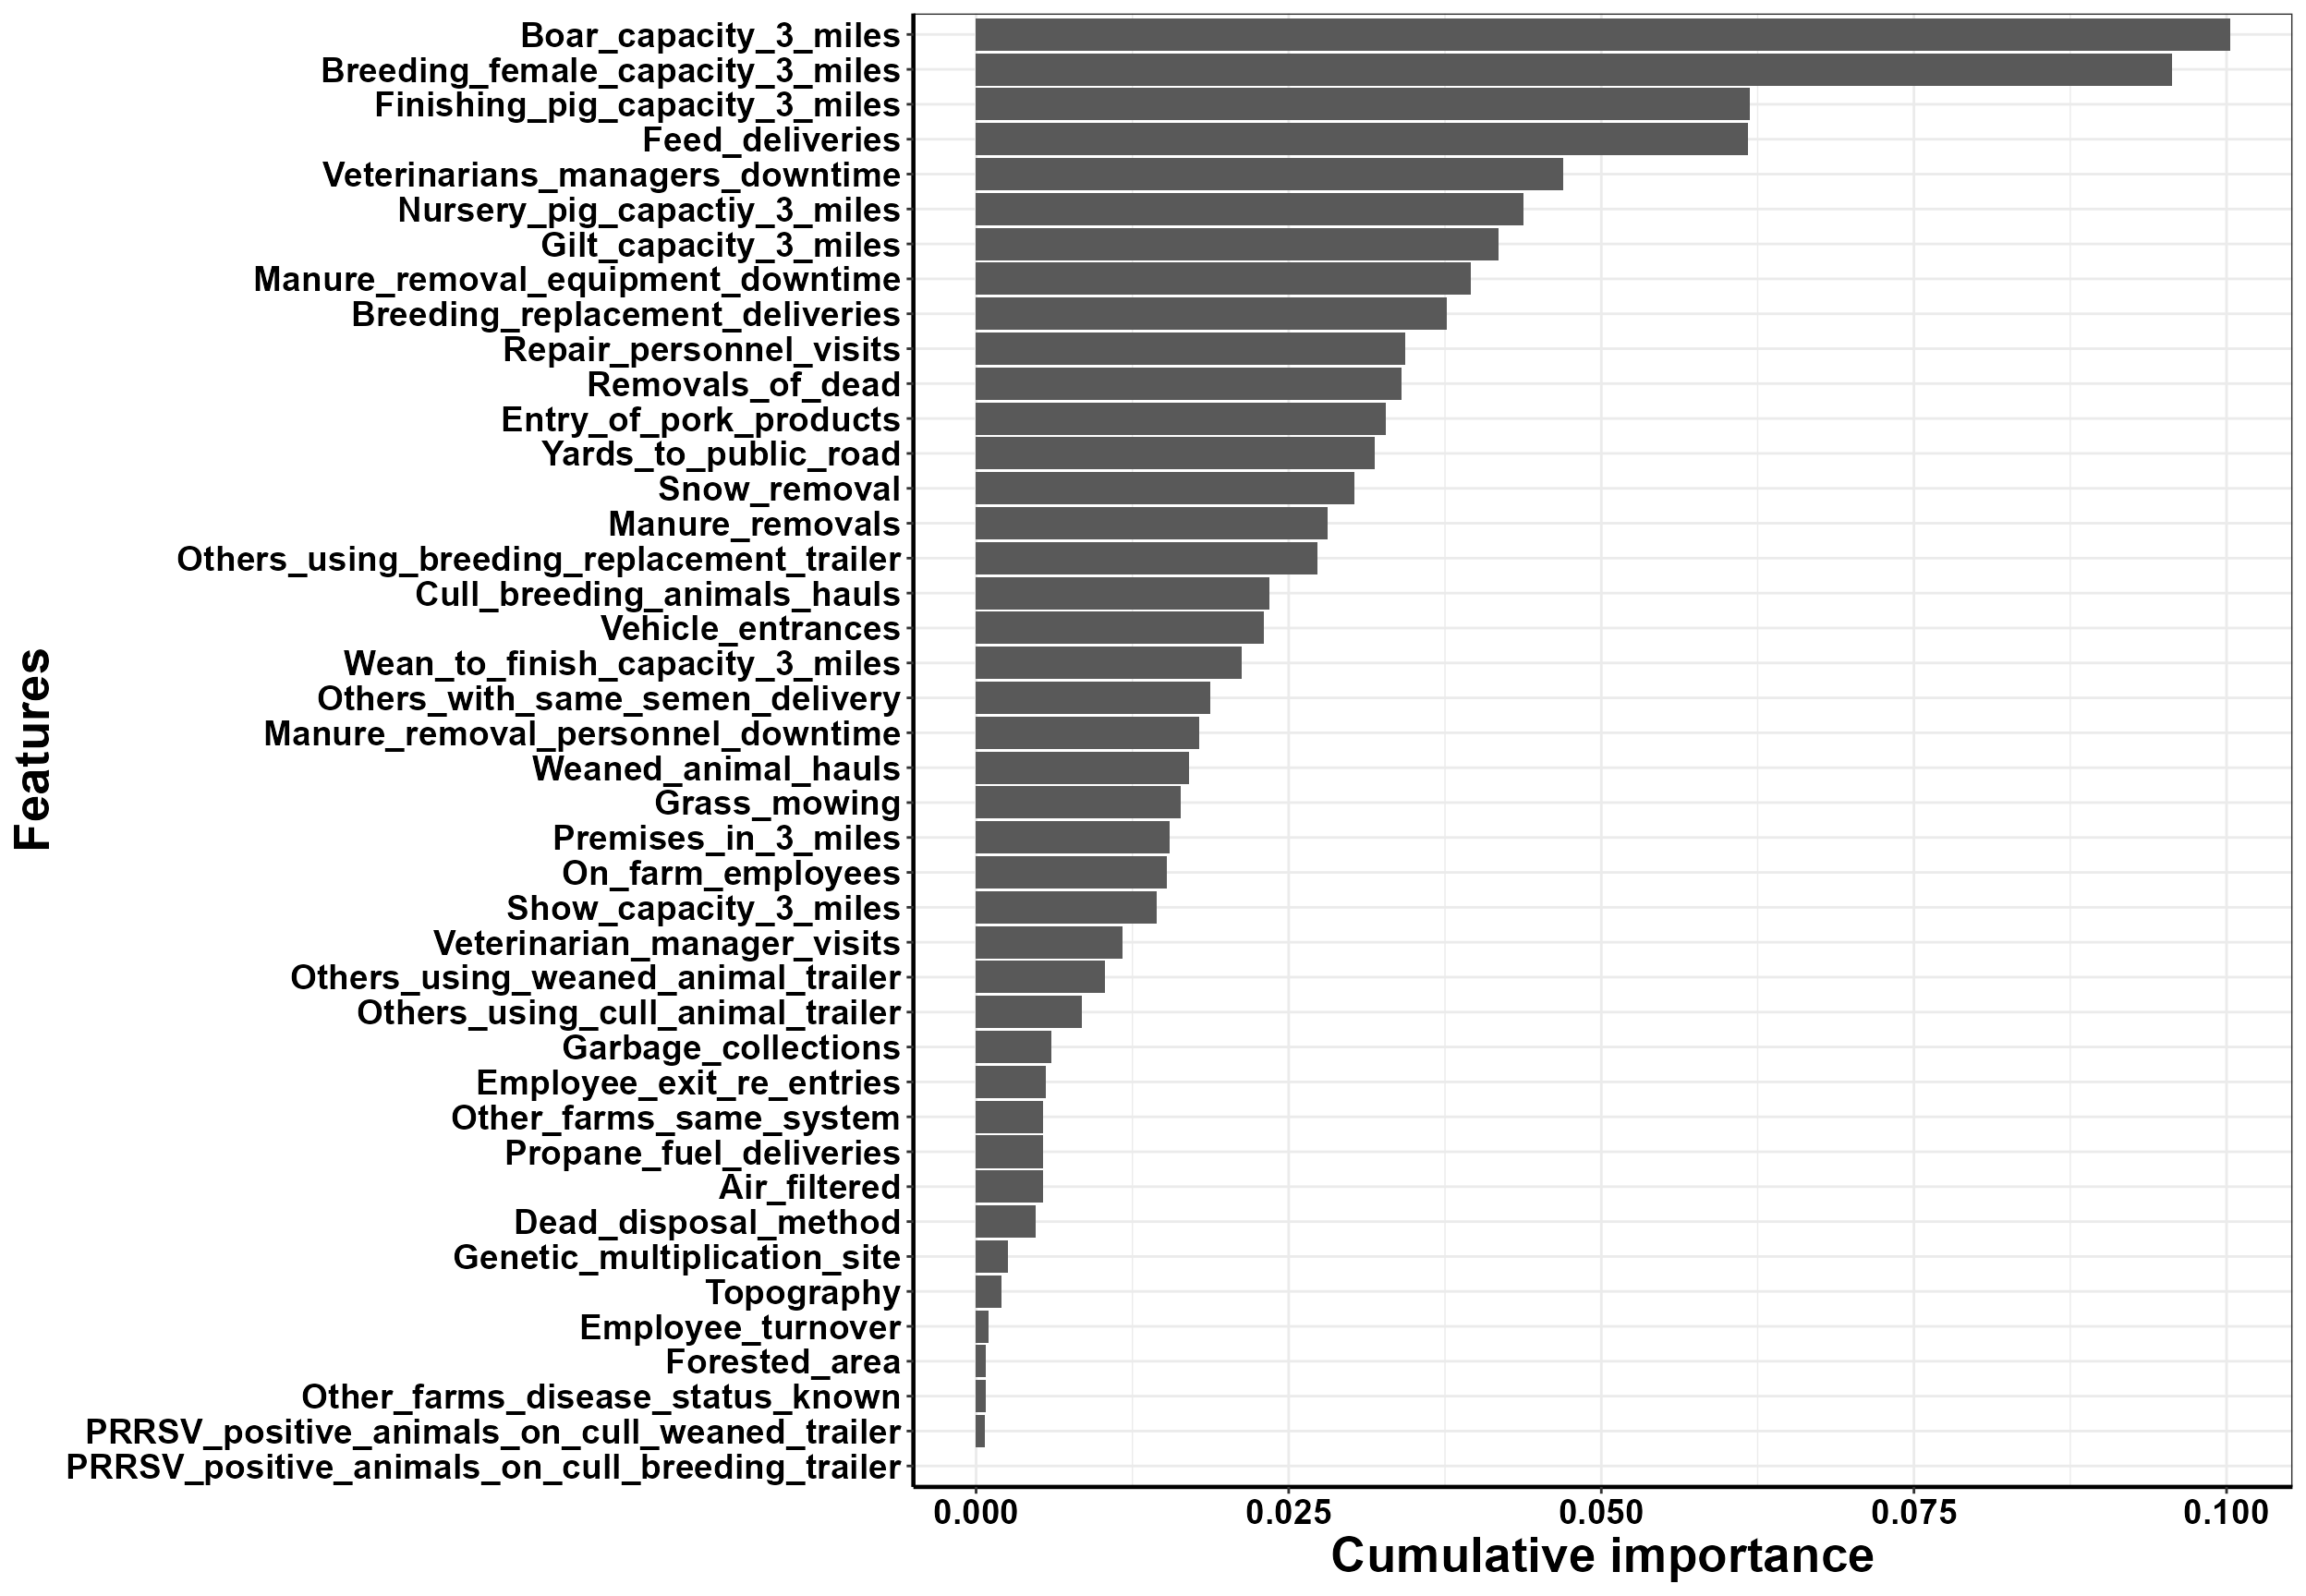 Boar_capacity_3_miles
Breeding_female_capacity_3_miles
Finishing_pig_capacity_3_miles
Feed_deliveries
Veterinarians_managers_downtime
Nursery_pig_capactiy_3_miles
Gilt_capacity_3_miles
Manure_removal_equipment_downtime
Breeding_replacement_deliveries
Repair_personnel_visits
Removals_of_dead
Entry_of_pork_products
Yards_to_public_road
Snow_removal
Manure_removals
Others_using_breeding_replacement_trailer
Cull_breeding_animals_hauls
Vehicle_entrances
Wean_to_finish_capacity_3_miles
Others_with_same_semen_delivery
Manure_removal_personnel_downtime
Weaned_animal_hauls
Grass_mowing
Premises_in_3_miles
On_farm_employees
Show_capacity_3_miles
Veterinarian_manager_visits
Others_using_weaned_animal_trailer
Others_using_cull_animal_trailer
Garbage_collections
Employee_exit_re_entries
Other_farms_same_system
Propane_fuel_deliveries
Air_filtered
Dead_disposal_method
Genetic_multiplication_site
Topography
Employee_turnover
Forested_area
Other_farms_disease_status_known
PRRSV_positive_animals_on_cull_weaned_trailer
PRRSV_positive_animals_on_cull_breeding_trailer
Features
0.000 0.025 0.050 0.075 0.100
Cumulative importance